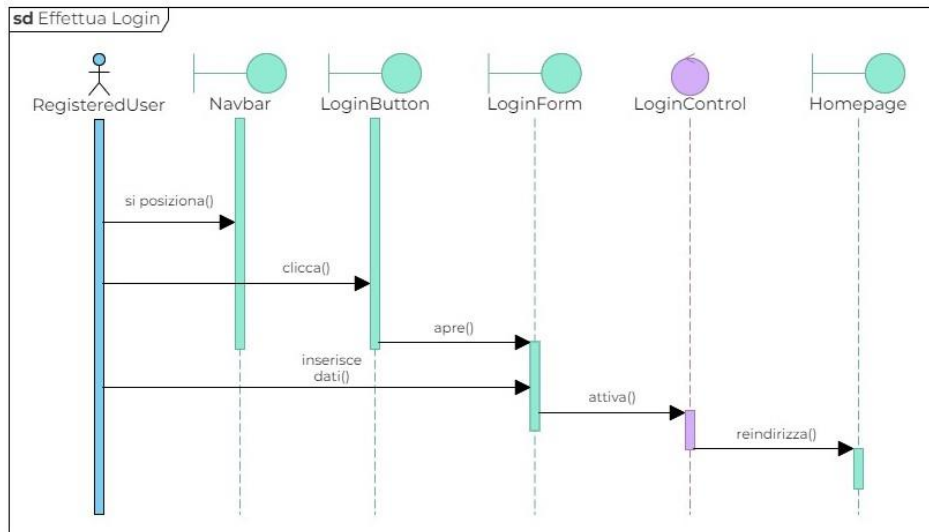 sd Effettua Login
RegisteredUser
Navbar
LoginButton
LoginForm
LoginControl
Homepage
si posiziona()
clicca()
apre()
inserisce
dati()
attiva()
reindirizza()